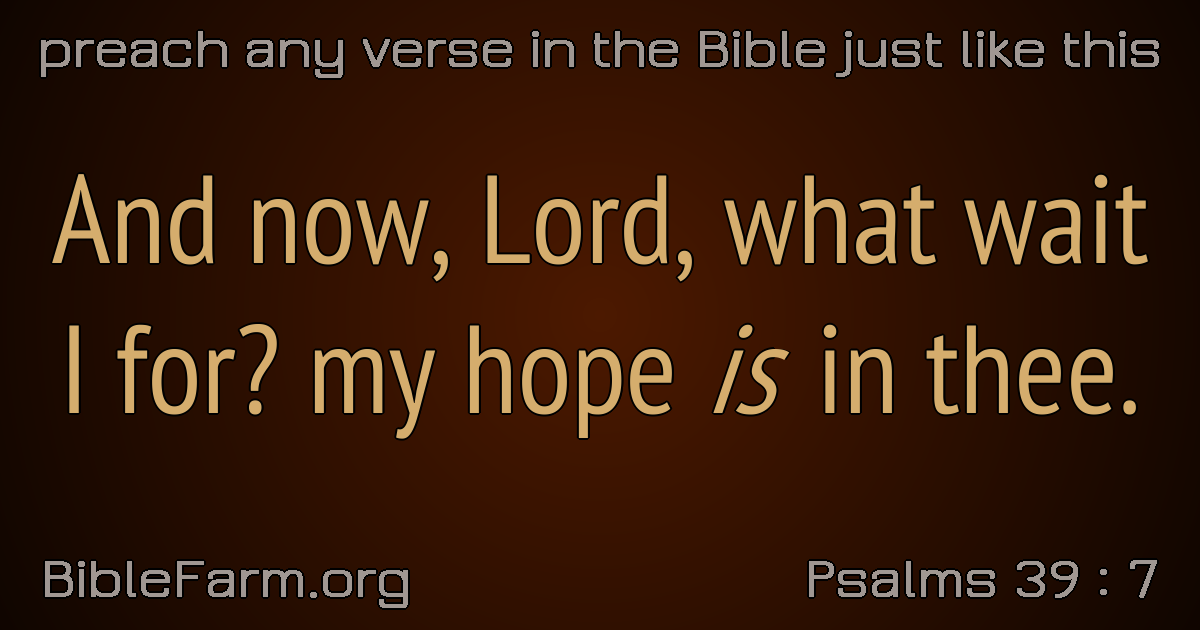 preach any verse in the Bible just like this
And now, Lord, what wait
I for? my hope is in thee.
BibleFarm.org
Psalms 39 : 7